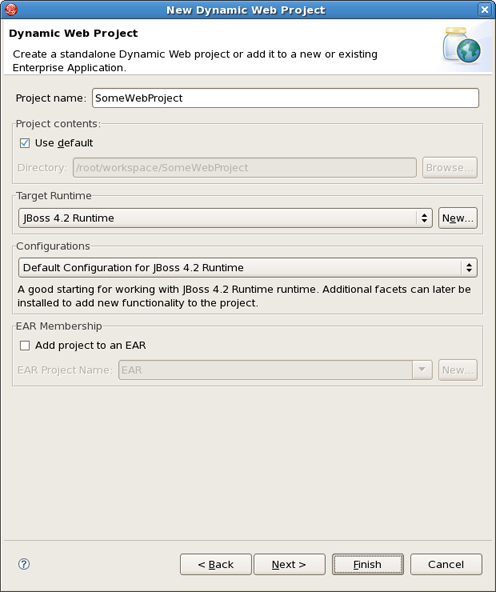 New Dynamic Web Project
Dynamic Web Project
Create a standalone Dynamic Web project or add it to a new or existing
Enterprise Application.
Project name: SomeWebProject
Project contents:
Use default
Directory: /root/workspace/SomeWebProject Browse...
Target Runtime
JBoss 4.2 Runtime New...
Configurations
Default Configuration for JBoss 4.2 Runtime
A good starting for working with JBoss 4.2 Runtime runtime. Additional facets can later be
installed to add new functionality to the project.
EAR Membership
Add project to an EAR
EAR Project Name: EAR New...
? < Back Next > Finish Cancel